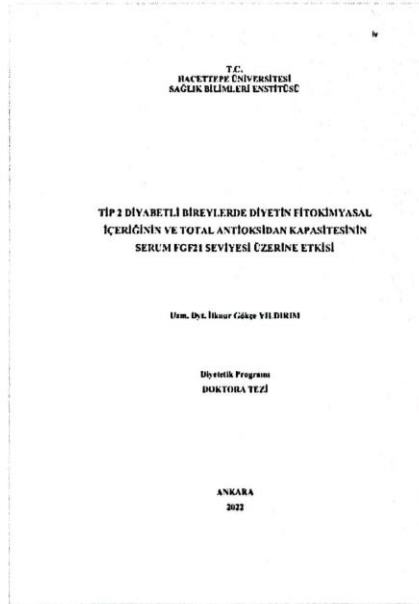 iv
T.C.
HACETTEPE ÜNİVERSİTESİ
SAĞLIK BİLİMLERİ ENSTİTÜSÜ
TİP 2 DİYABETLİ BİREYLERDE DİYETİN FİTOKİMYASAL
İÇERİĞİNİN VE TOTAL ANTİOKSİDAN KAPASİTESİNİN
SERUM FGF21 SEVİYESİ ÜZERİNE ETKİSİ
Uzm. Dyt. İlknur Gökçe YILDIRIM
Diyetetik Programı
DOKTORA TEZİ
ANKARA
2022